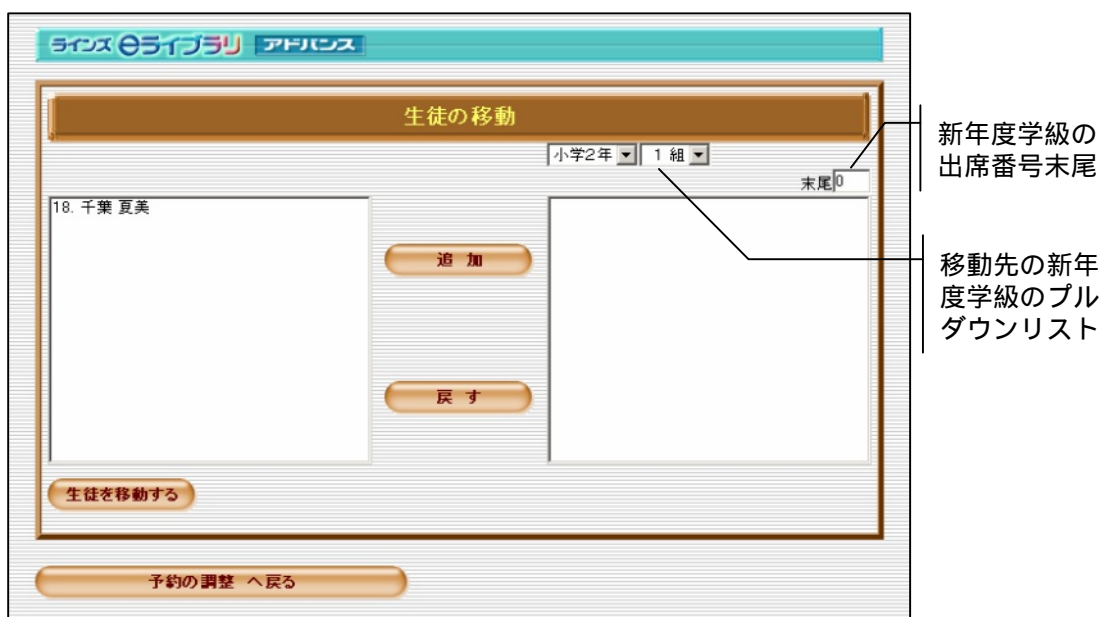 ラインズ eライブラリ アドバンス
生徒の移動
小学2年 1 組
末尾 0
18. 千葉 夏美
追 加
戻 す
生徒を移動する
予約の調整 へ戻る
新年度学級の
出席番号末尾
移動先の新年
度学級のプル
ダウンリスト